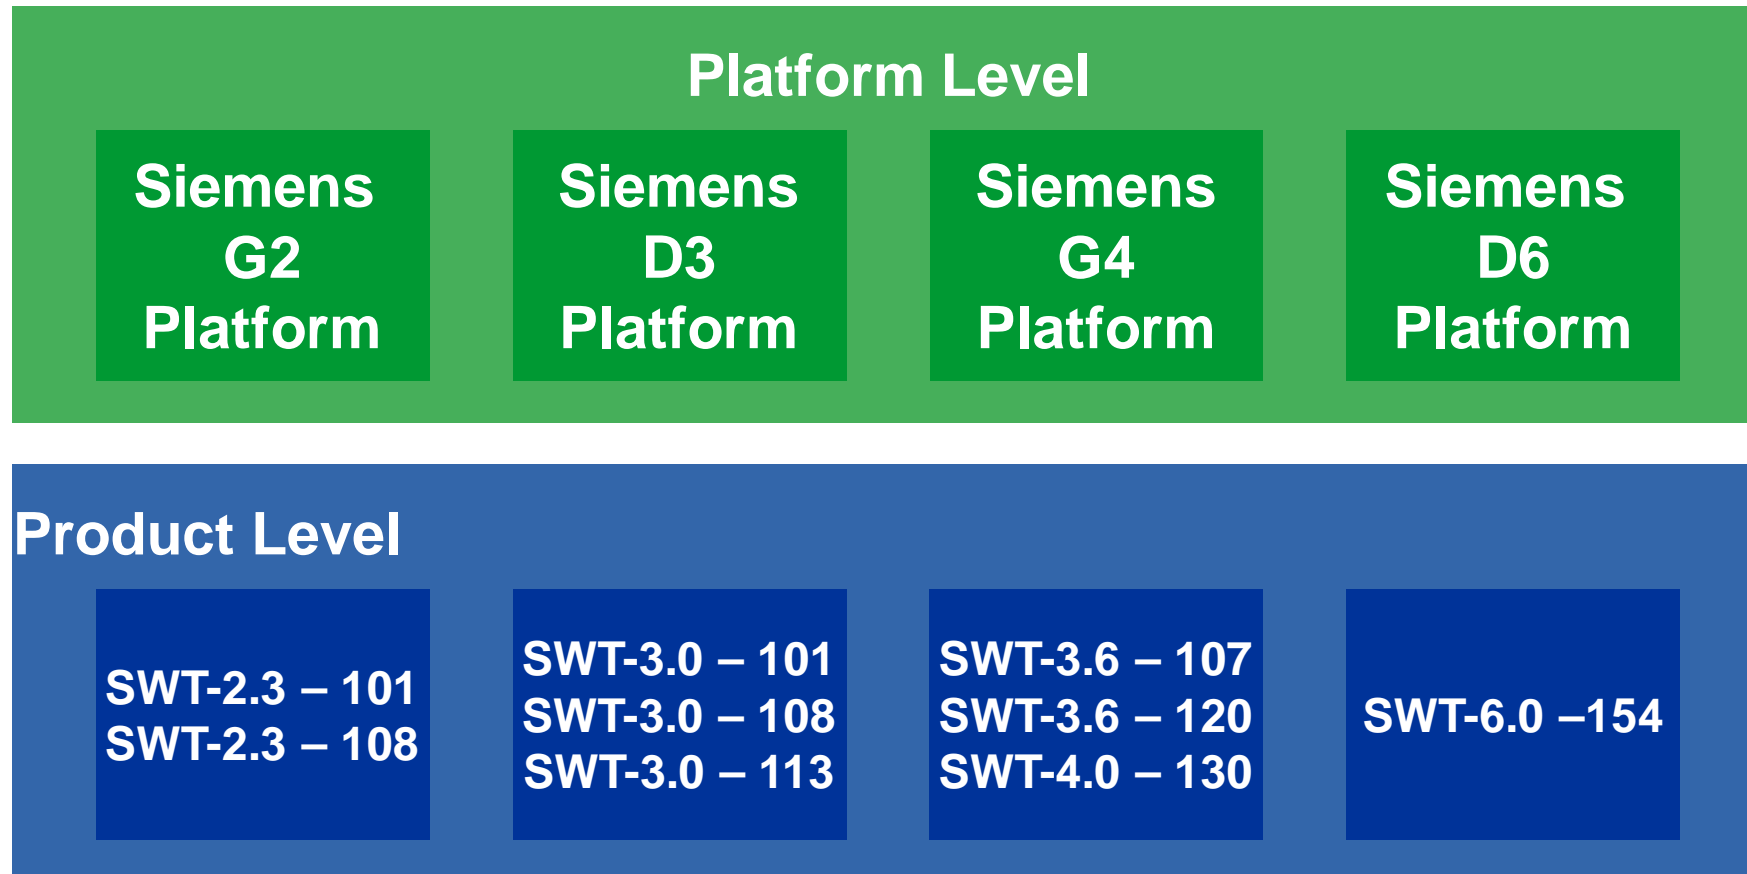 Platform Level
Siemens
G2
Platform
Siemens
D3
Platform
Siemens
G4
Platform
Siemens
D6
Platform
Product Level
SWT-2.3 – 101
SWT-2.3 – 108
SWT-3.0 – 101
SWT-3.0 – 108
SWT-3.0 – 113
SWT-3.6 – 107
SWT-3.6 – 120
SWT-4.0 – 130
SWT-6.0 –154